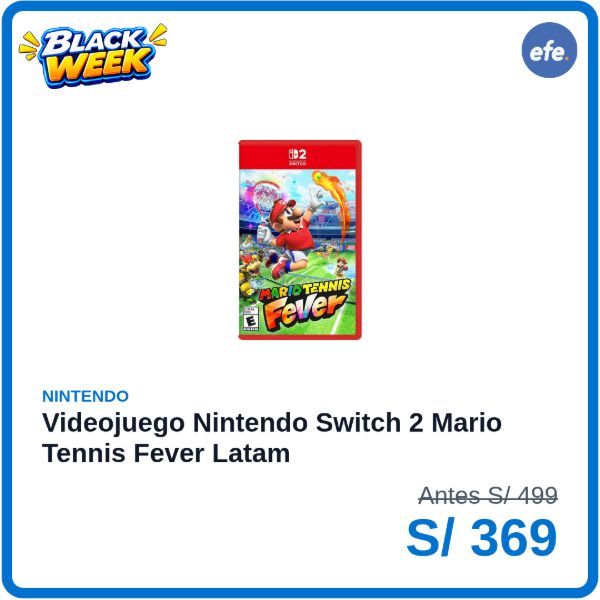 BLACK
WEEK
efe.
2
MARIO TENNIS
Fever
E
NINTENDO
Videojuego Nintendo Switch 2 Mario
Tennis Fever Latam
Antes S/ 499
S/ 369